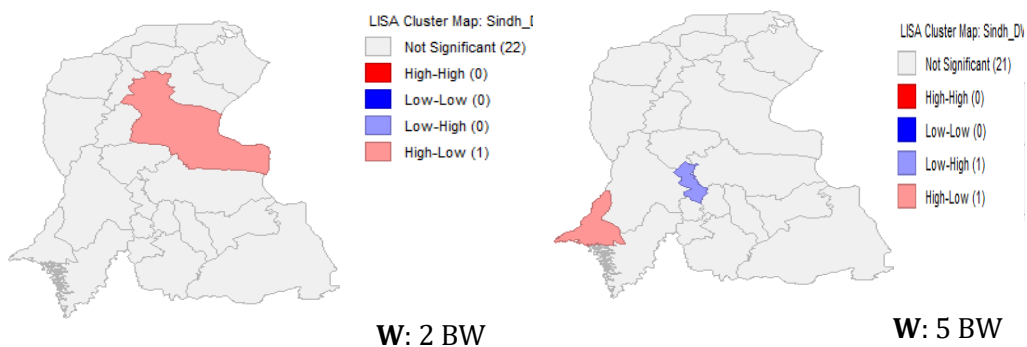 LISA Cluster Map: Sindh_D
Not Significant (22)
High-High (0)
Low-Low (0)
Low-High (0)
High-Low (1)
W: 2 BW
LISA Cluster Map: Sindh_DW
Not Significant (21)
High-High (0)
Low-Low (0)
Low-High (1)
High-Low (1)
W: 5 BW